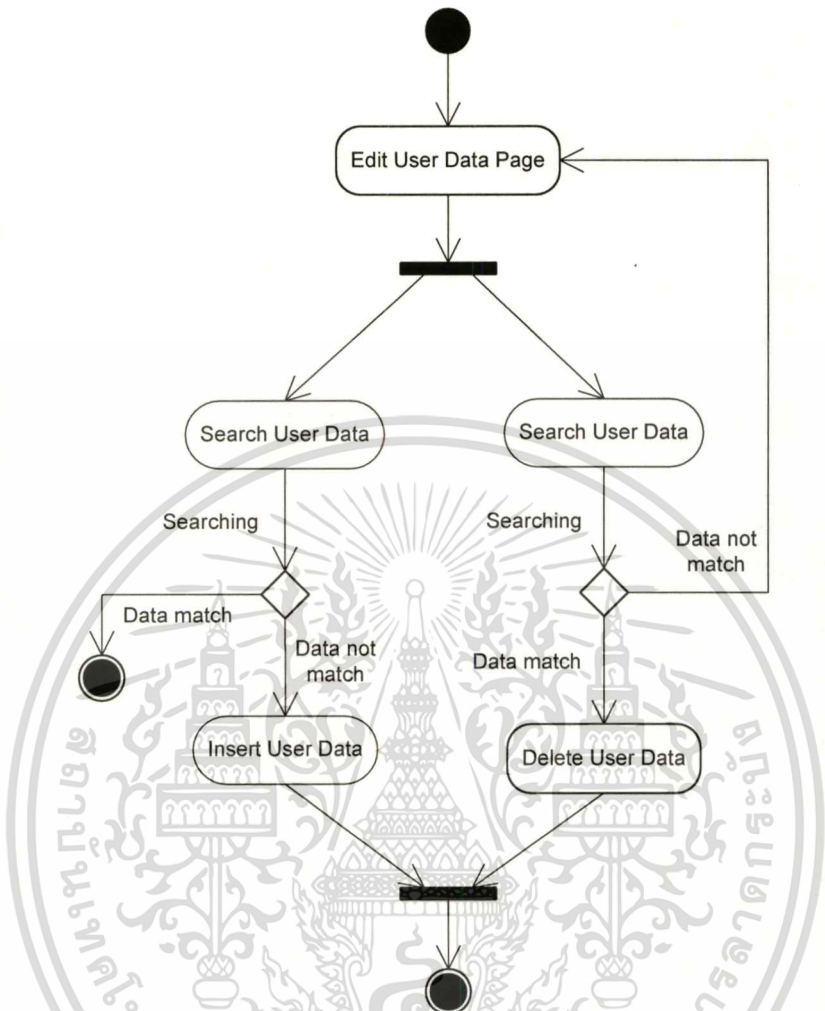 Edit User Data Page
Search User Data
Search User Data
Searching
Searching
Data not
match
Data match
Data not
match
Data match
Insert User Data
Delete User Data